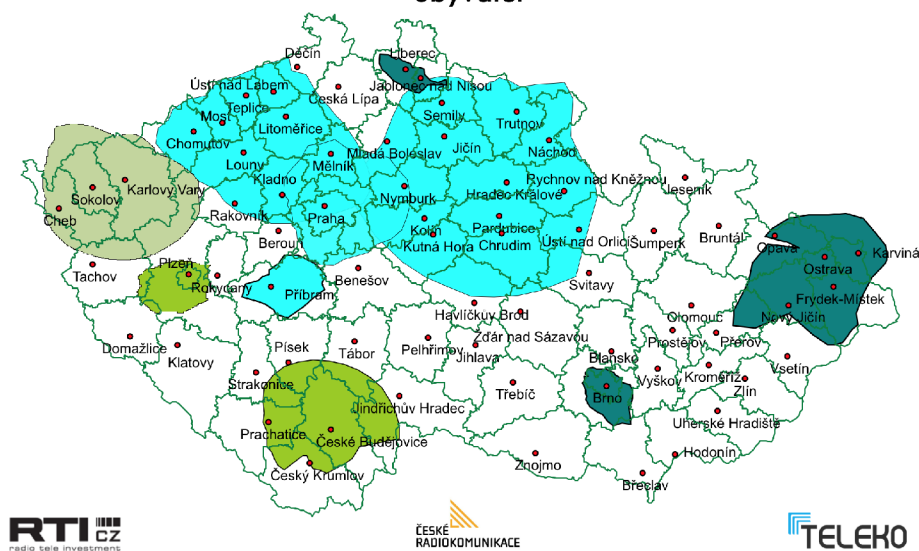 obyvatel
Děčín
Liberec
Ústí nad Labem
Jablonec nad Nisou
Teplice
Česká Lípa
Most
Semily
Litoměřice
Trutnov
Chomutov
Jičín
Náchod
Louny
Mělník
Mladá Boleslav
Karlovy Vary
Kladno
Nymburk
Hradec Králové
Rychnov nad Kněžnou
Jeseník
Sokolov
Rakovník
Praha
Cheb
Kolín
Pardubice
Beroun
Kutná Hora
Chrudim
Ústí nad Orlicí
Šumperk
Bruntál
Opava
Karviná
Tachov
Plzeň
Benešov
Ostrava
Rokycany
Příbram
Svitavy
Frýdek-Místek
Havlíčkův Brod
Olomouc
Nový Jičín
Domažlice
Klatovy
Písek
Tábor
Pelhřimov
Žďár nad Sázavou
Jihlava
Prostějov
Přerov
Blansko
Vsetín
Strakonice
Vyškov
Kroměříž
Třebíč
Brno
Zlín
Jindřichův Hradec
Prachatice
České Budějovice
Uherské Hradiště
Český Krumlov
Znojmo
Hodonín
Břeclav
RTI CZ
radio tele investment
ČESKÉ
RADIOKOMUNIKACE
TELEKO